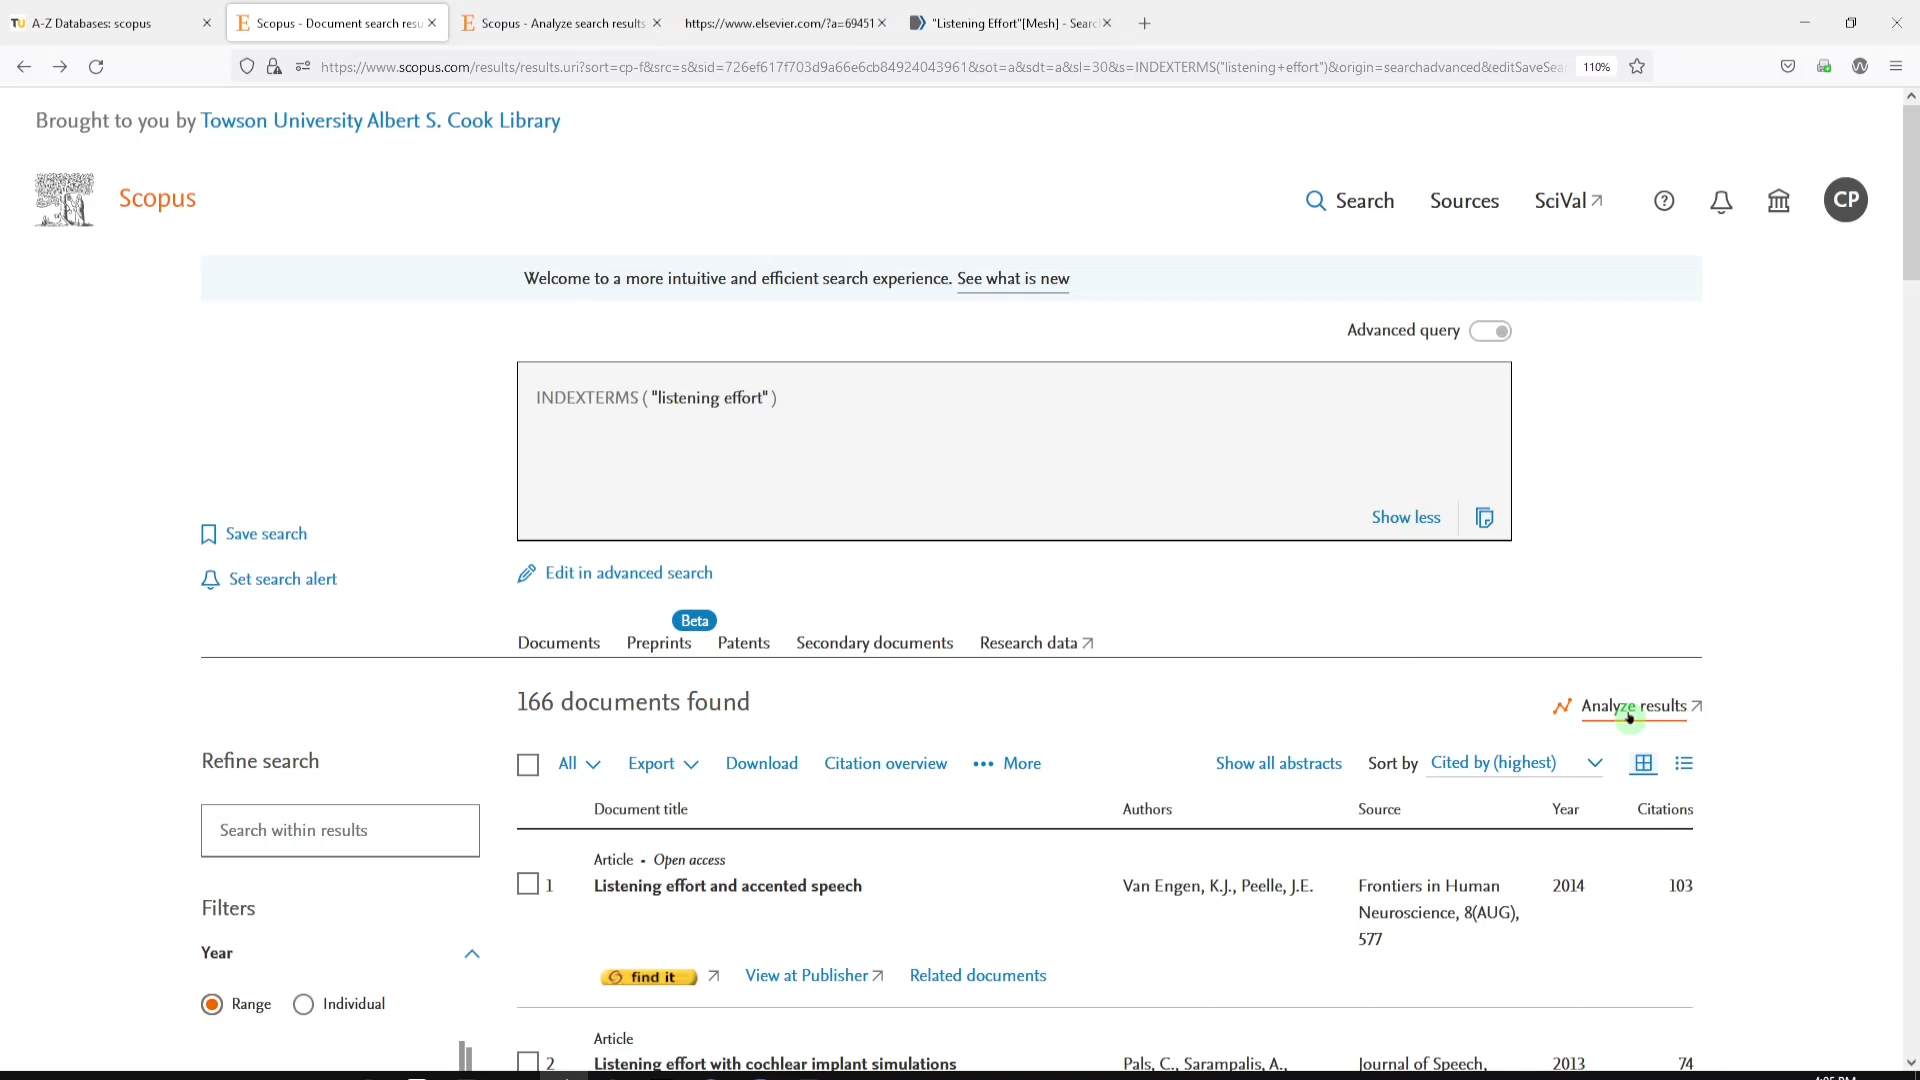 A-Z Databases: scopus
Scopus - Document search resu
Scopus - Analyze search results
https://www.elsevier.com/?a=69451
"Listening Effort"[Mesh] - Searc
https://www.scopus.com/results/results.uri?sort=cp-f&src=s&sid=726ef617f703d9a66e6cb84924043961&sot=a&sdt=a&sl=30&s=INDEXTERMS("listening+effort")&origin=searchadvanced&editSaveSear
110%
Brought to you by Towson University Albert S. Cook Library
Scopus
Search
Sources
SciVal
CP
Welcome to a more intuitive and efficient search experience. See what is new
Advanced query
INDEXTERMS ( "listening effort" )
Show less
Save search
Set search alert
Edit in advanced search
Beta
Documents
Preprints
Patents
Secondary documents
Research data
166 documents found
Analyze results
Refine search
All
Export
Download
Citation overview
••• More
Show all abstracts
Sort by
Cited by (highest)
Document title
Authors
Source
Year
Citations
Search within results
Article • Open access
1
Listening effort and accented speech
Van Engen, K.J., Peelle, J.E.
Frontiers in Human
Neuroscience, 8(AUG),
577
2014
103
Filters
Year
find it
View at Publisher
Related documents
Range
Individual
Article
2
Listening effort with cochlear implant simulations
Pals, C., Sarampalis, A.,
Journal of Speech,
2013
74